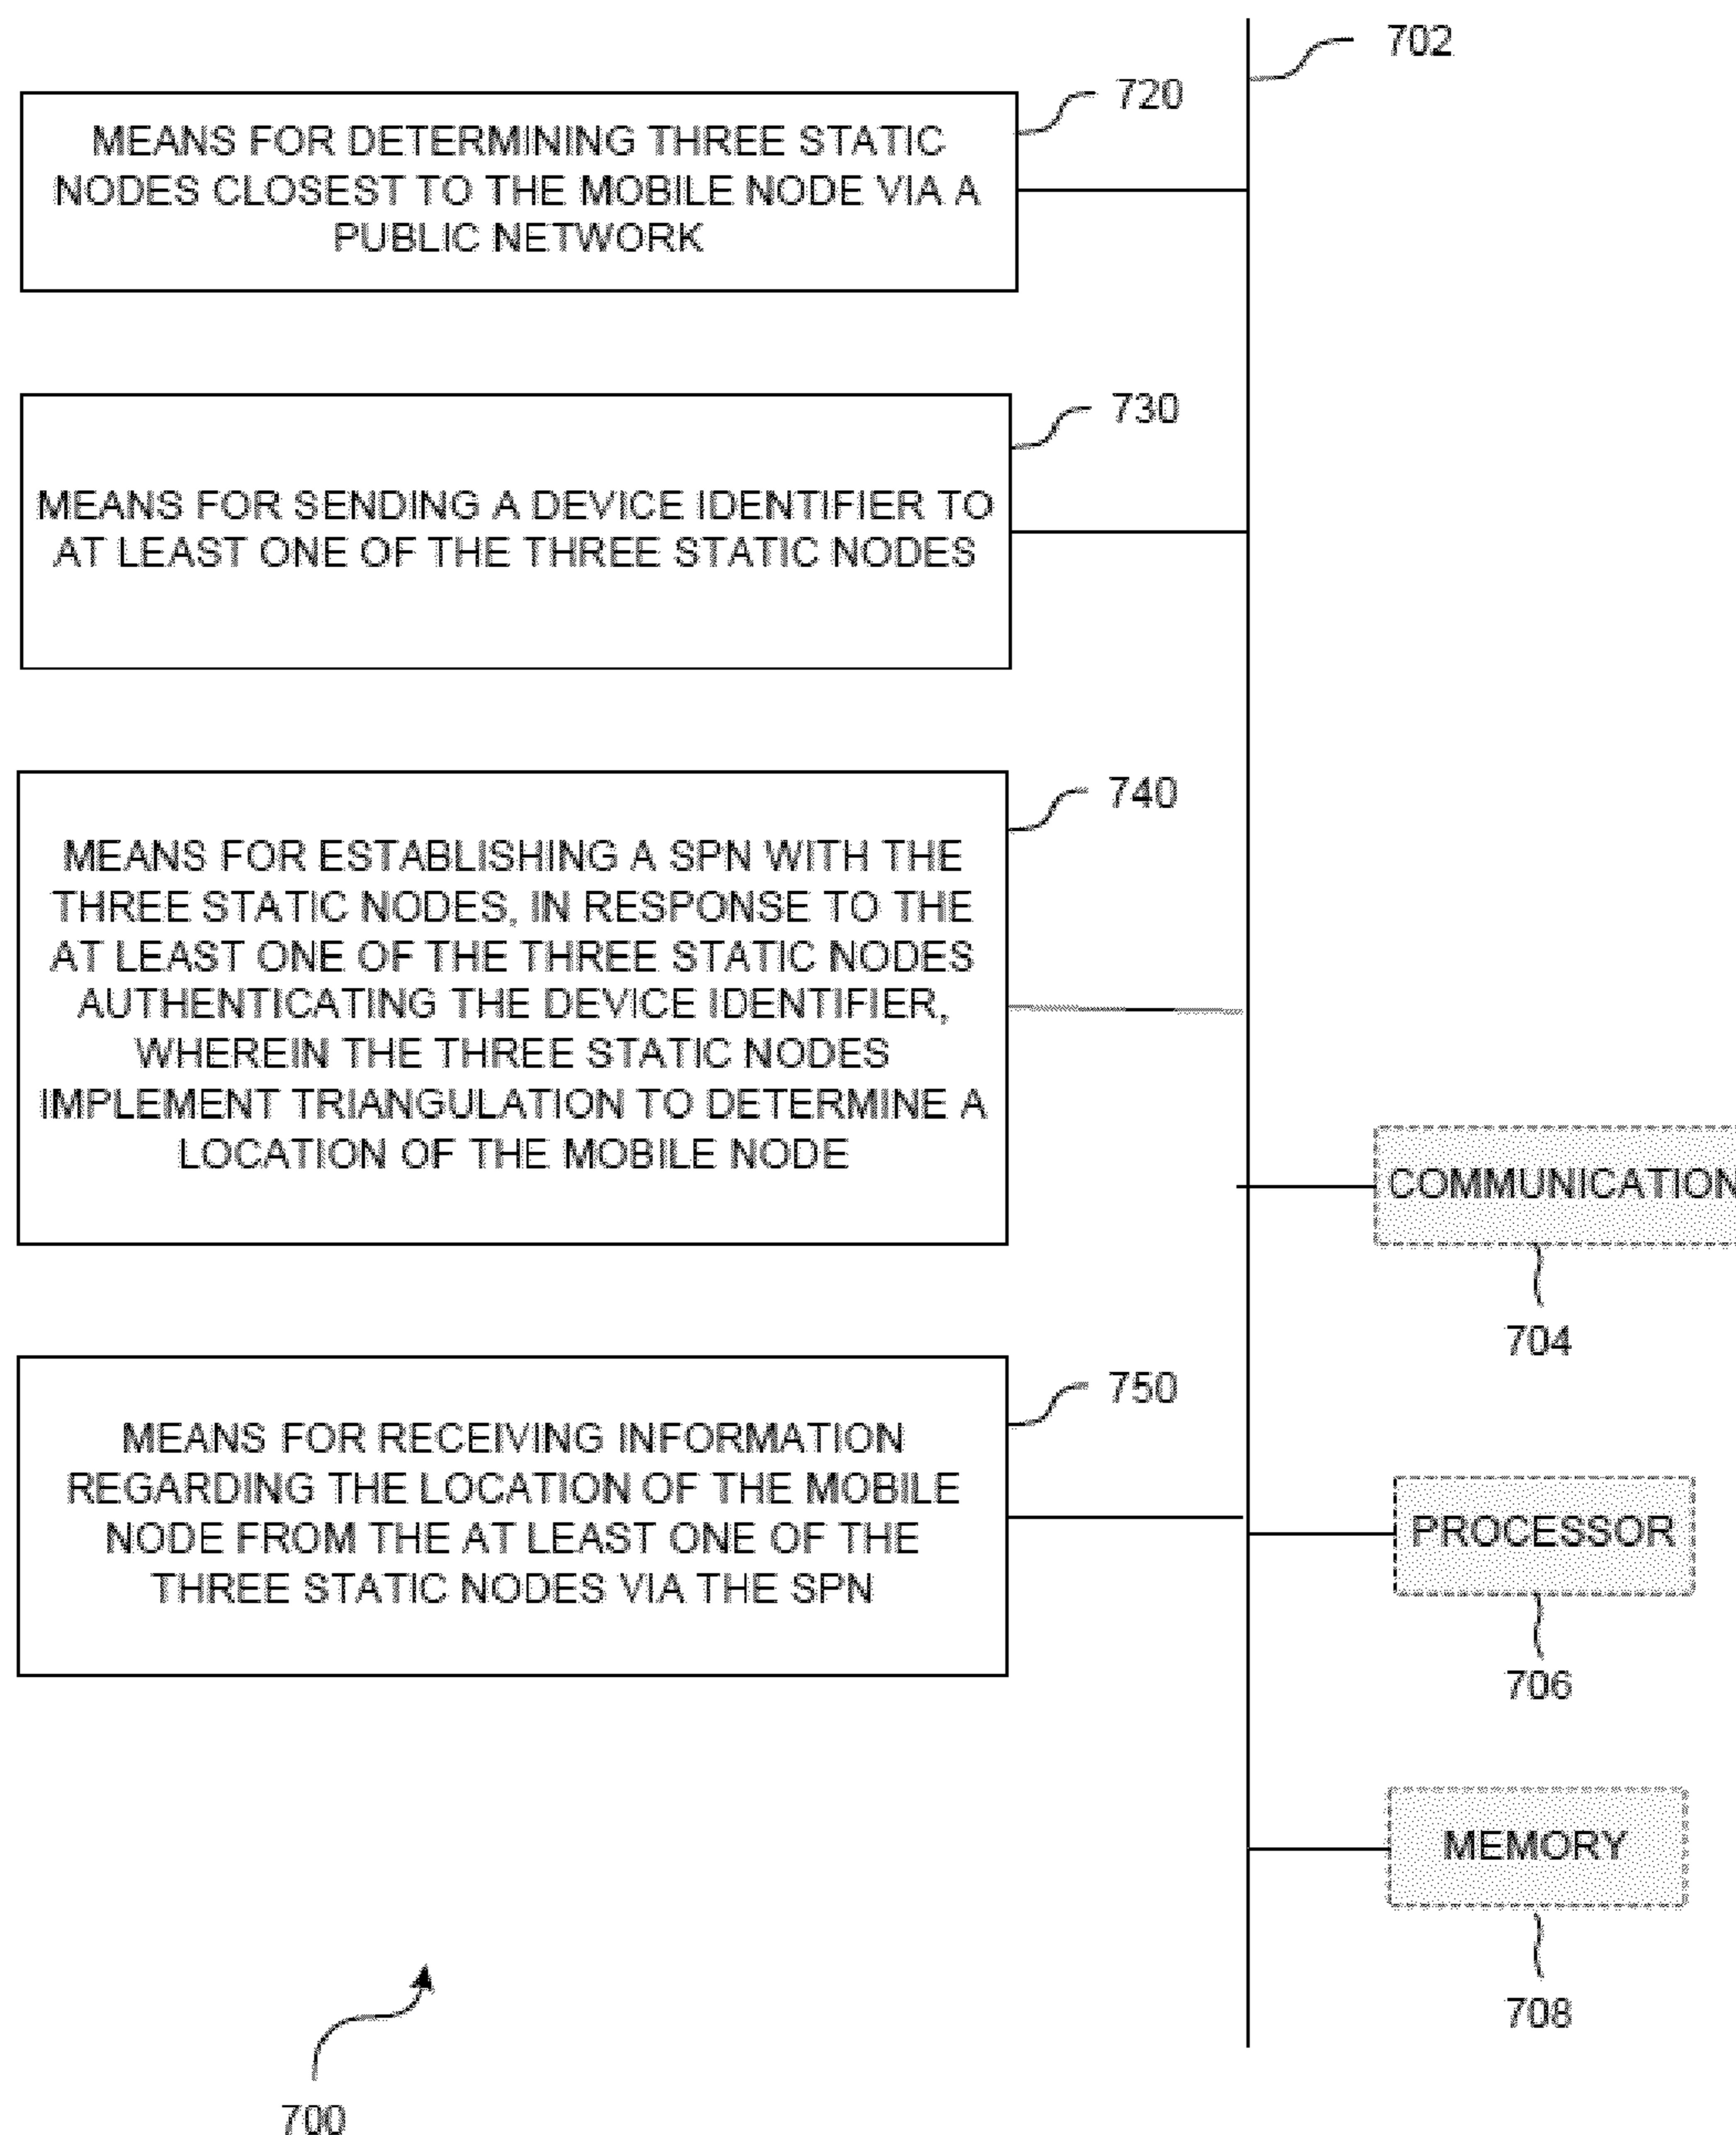 702
720
MEANS FOR DETERMINING THREE STATIC
NODES CLOSEST TO THE MOBILE NODE VIA A
PUBLIC NETWORK
730
MEANS FOR SENDING A DEVICE IDENTIFIER TO
AT LEAST ONE OF THE THREE STATIC NODES
740
MEANS FOR ESTABLISHING A SPN WITH THE
THREE STATIC NODES, IN RESPONSE TO THE
AT LEAST ONE OF THE THREE STATIC NODES
AUTHENTICATING THE DEVICE IDENTIFIER,
WHEREIN THE THREE STATIC NODES
IMPLEMENT TRIANGULATION TO DETERMINE A
LOCATION OF THE MOBILE NODE
COMMUNICATION
704
750
MEANS FOR RECEIVING INFORMATION
REGARDING THE LOCATION OF THE MOBILE
NODE FROM THE AT LEAST ONE OF THE
THREE STATIC NODES VIA THE SPN
PROCESSOR
706
MEMORY
708
700